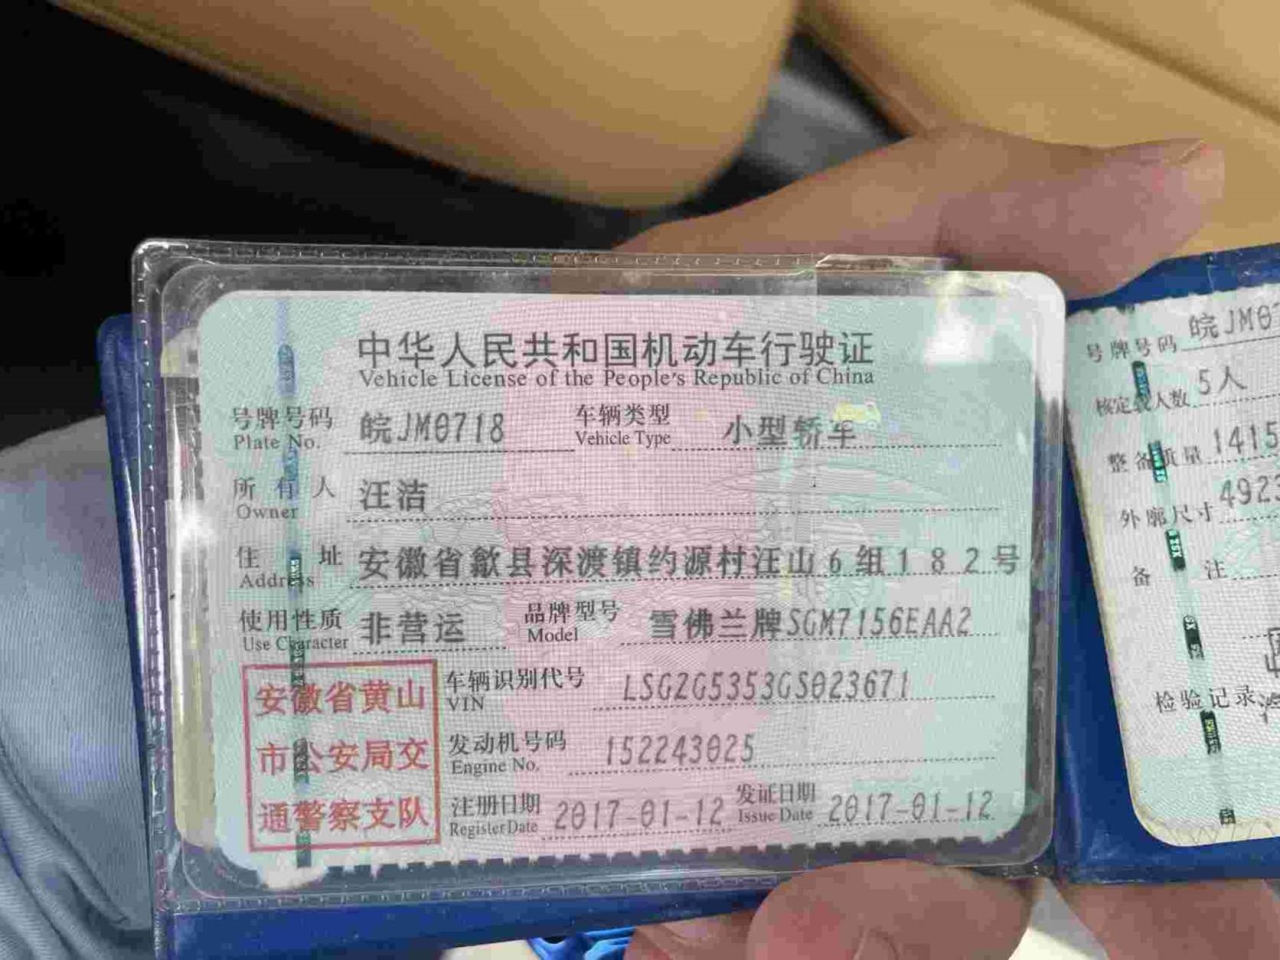 中华人民共和国机动车行驶证
Vehicle License of the People's Republic of China
号牌号码 皖JM0718 车辆类型 小型轿车
Plate No. Vehicle Type
所有人 汪洁
Owner
住址 安徽省歙县深渡镇约源村汪山6组182号
Address
使用性质 非营运 品牌型号 雪佛兰牌SGM7156EAA2
Use Character Model
安徽省黄山
市公安局交
通警察支队
车辆识别代号 LSGZG5353GS023671
VIN
发动机号码 152243025
Engine No.
注册日期 2017-01-12 发证日期 2017-01-12
Register Date Issue Date
号牌号码 皖JM0
核定载人数 5人
整备质量 1415
外廓尺寸 492
备注
检验记录